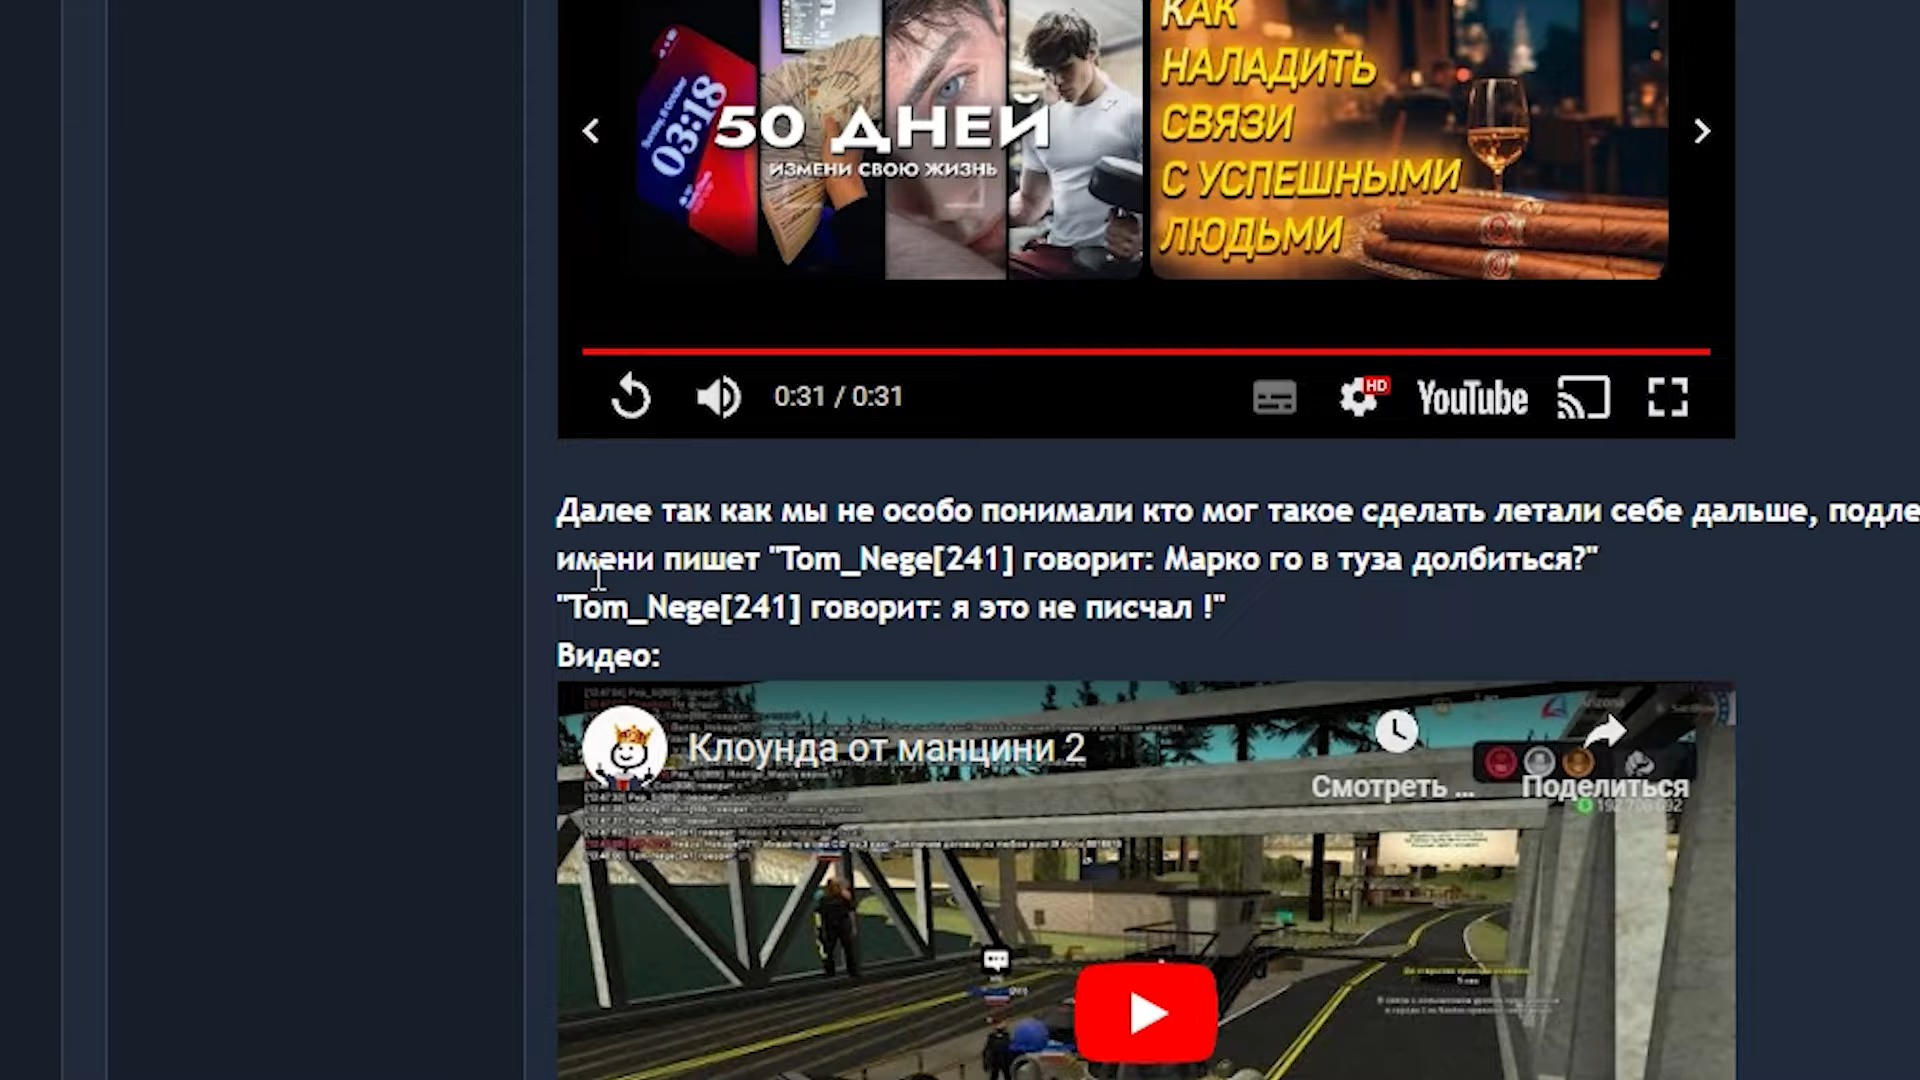 КАК
НАЛАДИТЬ
СВЯЗИ
С УСПЕШНЫМИ
ЛЮДЬМИ
03:18
50 ДНЕЙ
ИЗМЕНИ СВОЮ ЖИЗНЬ
0:31 / 0:31
HD
YouTube
Далее так как мы не особо понимали кто мог такое сделать летали себе дальше, подле
имени пишет "Tom_Nege[241] говорит: Марко го в туза долбиться?"
"Tom_Nege[241] говорит: я это не писчал !"
Видео:
Клоунда от манцини 2
Смотреть ...
Поделиться